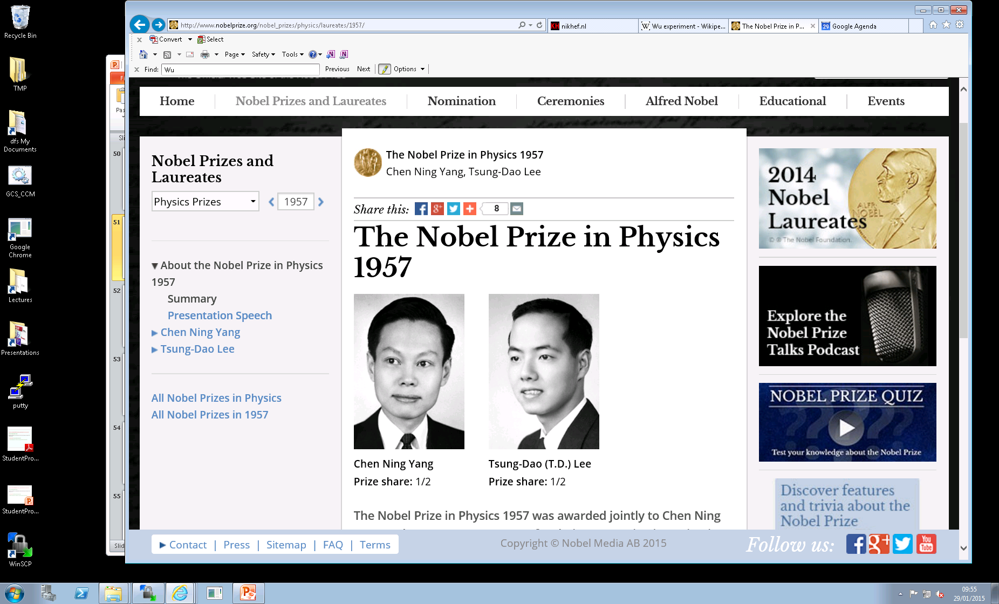 Recycle Bin
TMP
dfs My
Documents
GCS_CCM
Google
Chrome
Lectures
Presentations
putty
StudentPro...
StudentPro...
WinSCP
50
51
52
53
54
55
http://www.nobelprize.org/nobel_prizes/physics/laureates/1957/
KH nikhef.nl
W Wu experiment - Wikipe...
The Nobel Prize in P...
29 Google Agenda
x Convert Select
Page Safety Tools
x Find: Wu Previous Next Options
Home
Nobel Prizes and Laureates
Nomination
Ceremonies
Alfred Nobel
Educational
Events
Nobel Prizes and
Laureates
Physics Prizes
1957
About the Nobel Prize in Physics
1957
Summary
Presentation Speech
Chen Ning Yang
Tsung-Dao Lee
All Nobel Prizes in Physics
All Nobel Prizes in 1957
The Nobel Prize in Physics 1957
Chen Ning Yang, Tsung-Dao Lee
Share this: 8
The Nobel Prize in Physics
1957
Chen Ning Yang
Prize share: 1/2
Tsung-Dao (T.D.) Lee
Prize share: 1/2
The Nobel Prize in Physics 1957 was awarded jointly to Chen Ning
2014
Nobel
Laureates
© ® The Nobel Foundation.
Explore the
Nobel Prize
Talks Podcast
NOBEL PRIZE QUIZ
Test your knowledge about the Nobel Prize
Discover features
and trivia about the
Nobel Prize
Contact | Press | Sitemap | FAQ | Terms
Copyright © Nobel Media AB 2015
Follow us:
You
Tube
09:55
29/01/2015